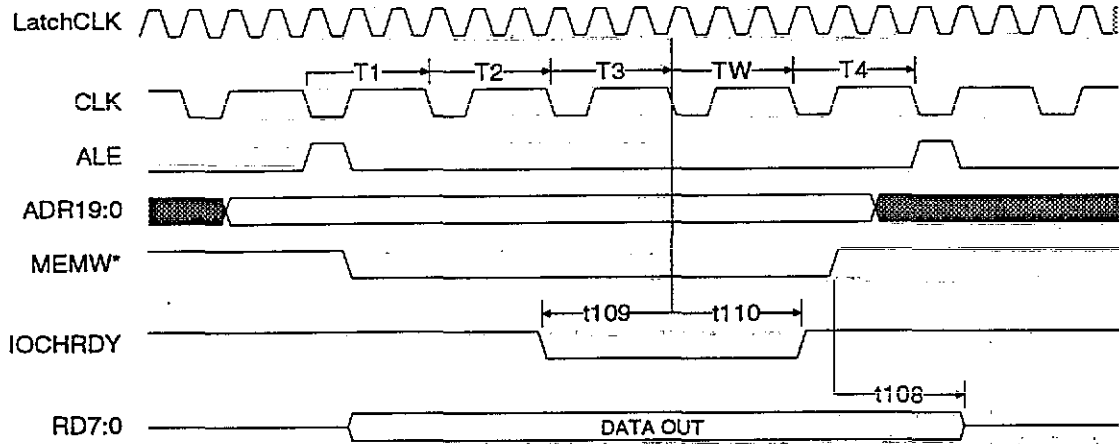 LatchCLK
T1 T2 T3 TW T4
CLK
ALE
ADR19:0
MEMW*
t109 t110
IOCHRDY
t108
RD7:0 DATA OUT